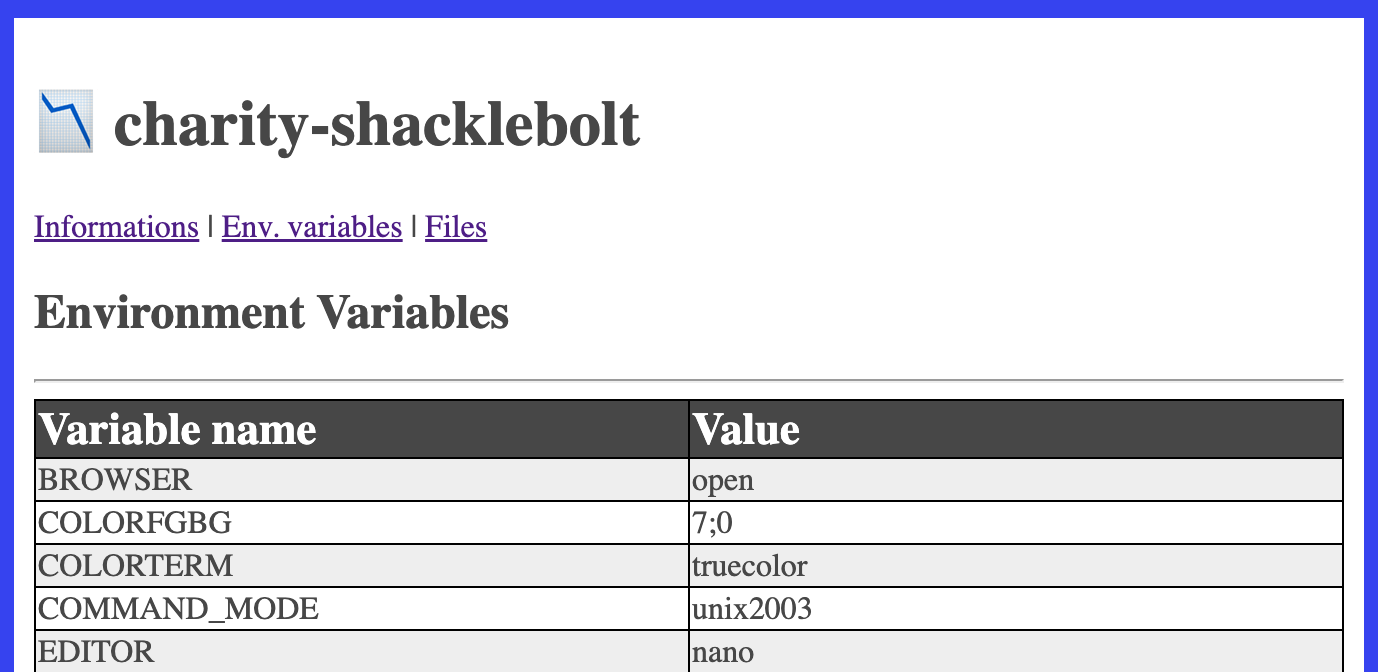 charity-shacklebolt
Informations | Env. variables | Files
Environment Variables
Variable name Value
BROWSER open
COLORFGBG 7;0
COLORTERM truecolor
COMMAND_MODE unix2003
EDITOR nano